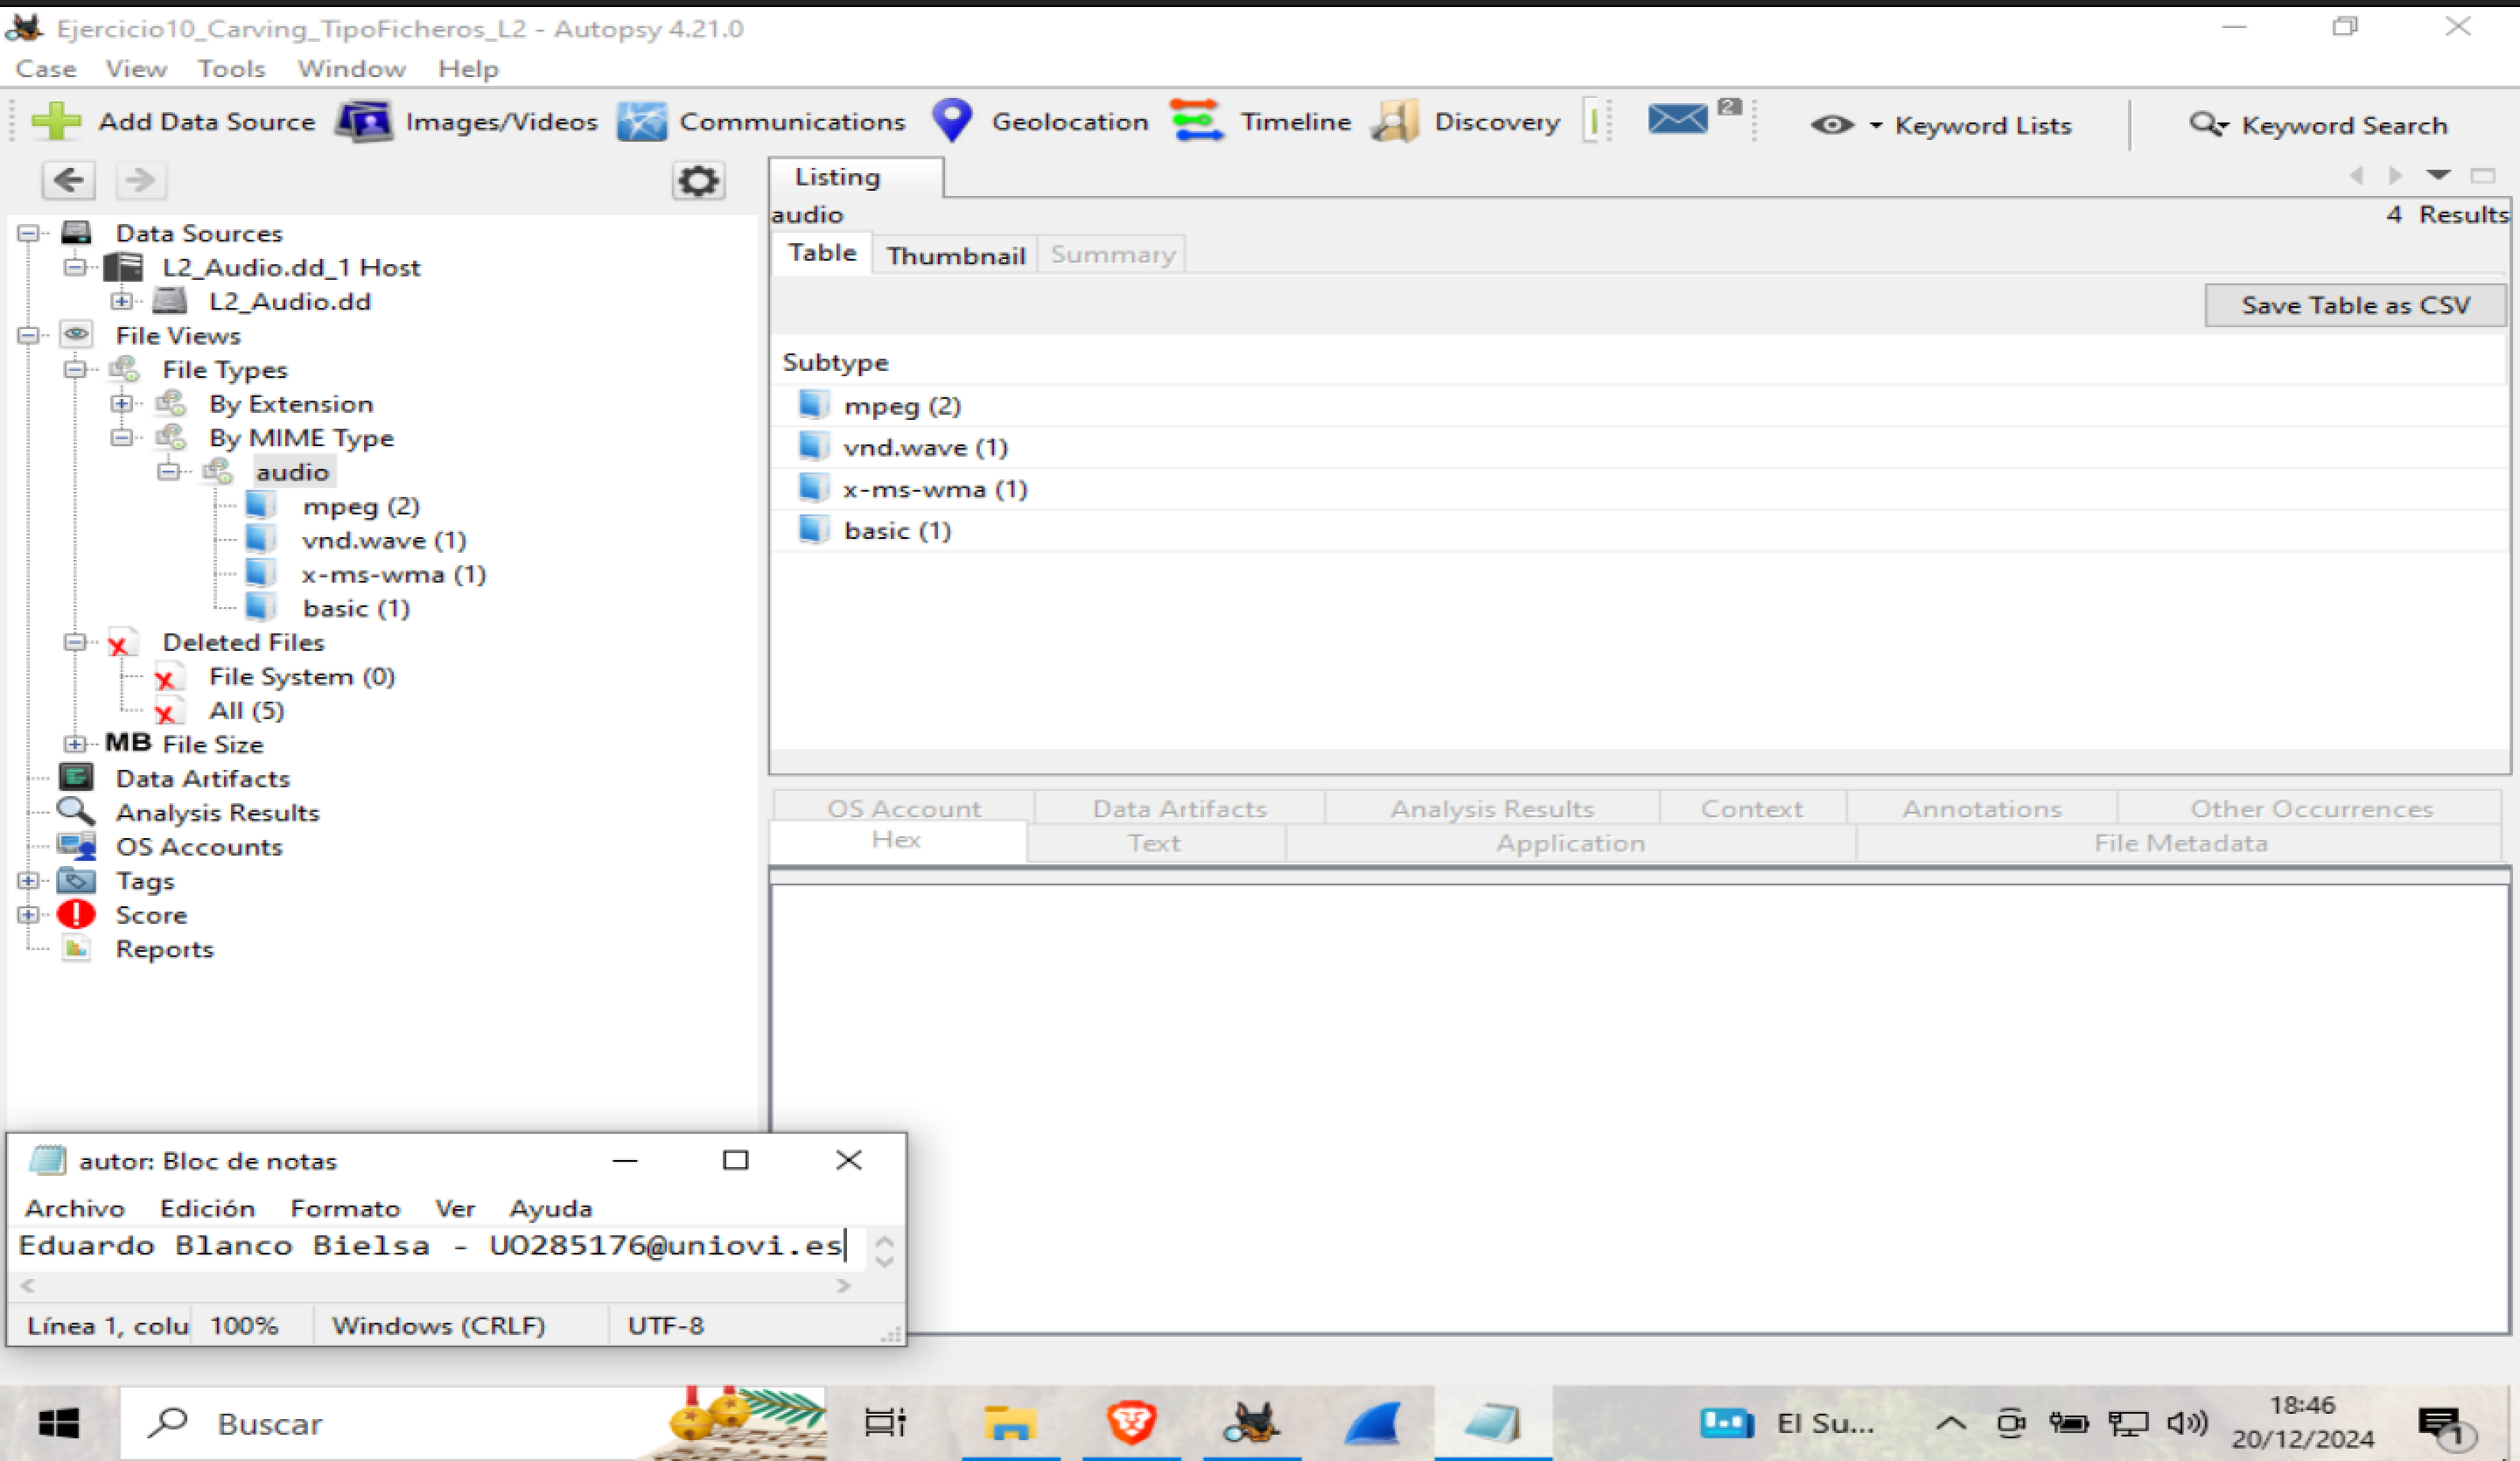 Ejercicio10_Carving_TipoFicheros_L2 - Autopsy 4.21.0
Case View Tools Window Help
Add Data Source Images/Videos Communications Geolocation Timeline Discovery 2 Keyword Lists Keyword Search
Listing
audio 4 Results
Table Thumbnail Summary
Save Table as CSV
Subtype
mpeg (2)
vnd.wave (1)
x-ms-wma (1)
basic (1)
Data Sources
L2_Audio.dd_1 Host
L2_Audio.dd
File Views
File Types
By Extension
By MIME Type
audio
mpeg (2)
vnd.wave (1)
x-ms-wma (1)
basic (1)
Deleted Files
File System (0)
All (5)
MB File Size
Data Artifacts
Analysis Results
OS Accounts
Tags
Score
Reports
OS Account Data Artifacts Analysis Results Context Annotations Other Occurrences
Hex Text Application File Metadata
autor: Bloc de notas
Archivo Edición Formato Ver Ayuda
Eduardo Blanco Bielsa - UO285176@uniovi.es
Línea 1, colu 100% Windows (CRLF) UTF-8
Buscar
El Su...
18:46
20/12/2024
1